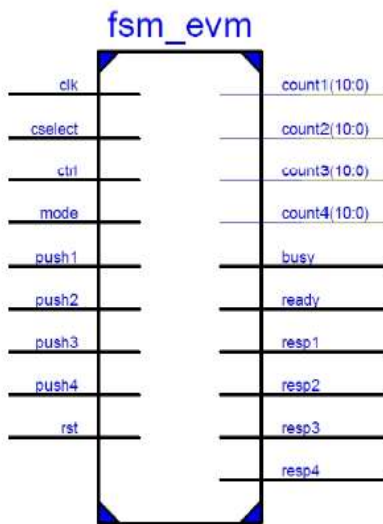 fsm_evm
clk
count1(10:0)
cselect
count2(10:0)
ctrl
count3(10:0)
mode
count4(10:0)
push1
busy
push2
ready
push3
resp1
push4
resp2
rst
resp3
resp4